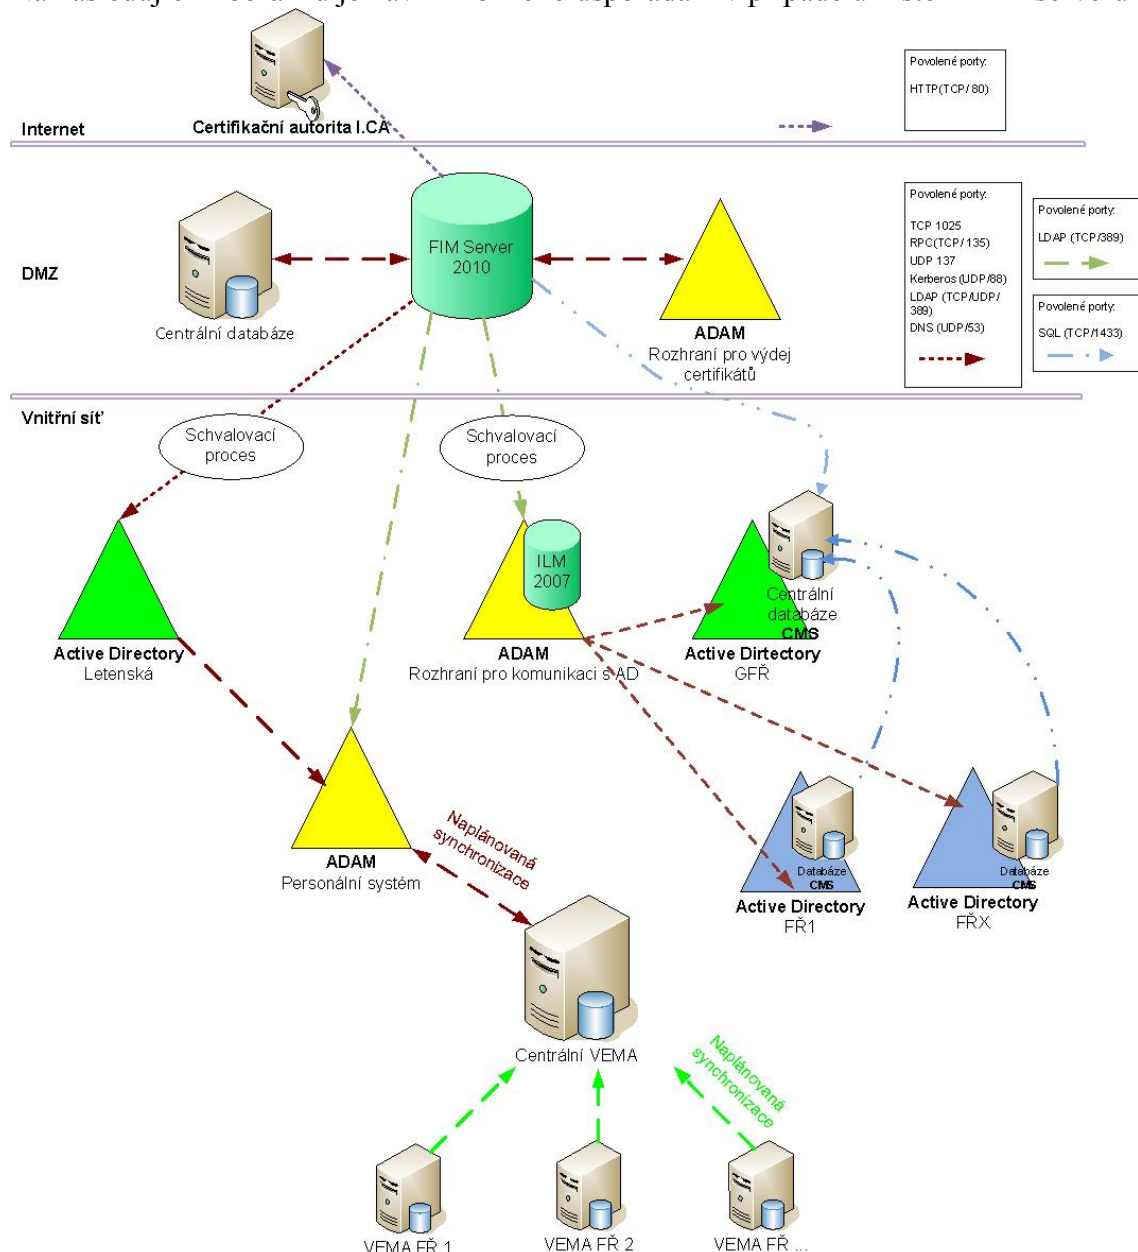 Povolené porty:
HTTP(TCP/80)
Certifikační autorita I.CA
Internet
Povolené porty:
TCP 1025
RPC(TCP/135)
UDP 137
Kerberos (UDP/88)
LDAP (TCP/UDP/
389)
DNS (UDP/53)
Povolené porty:
LDAP (TCP/389)
Povolené porty:
SQL (TCP/1433)
FIM Server
2010
DMZ
Centrální databáze
ADAM
Rozhraní pro výdej
certifikátů
Vnitřní síť
Schvalovací
proces
Schvalovací
proces
ILM
2007
Centrální
databáze
CMS
Active Directory
Letenská
ADAM
Rozhraní pro komunikaci s AD
Active Dirtectory
GFŘ
Naplánovaná
synchronizace
ADAM
Personální systém
Databáze
CMS
Active Directory
FŘ1
Databáze
CMS
Active Directory
FŘX
Centrální VEMA
Naplánovaná
synchronizace
VEMA FŘ 1
VEMA FŘ 2
VEMA FŘ ...